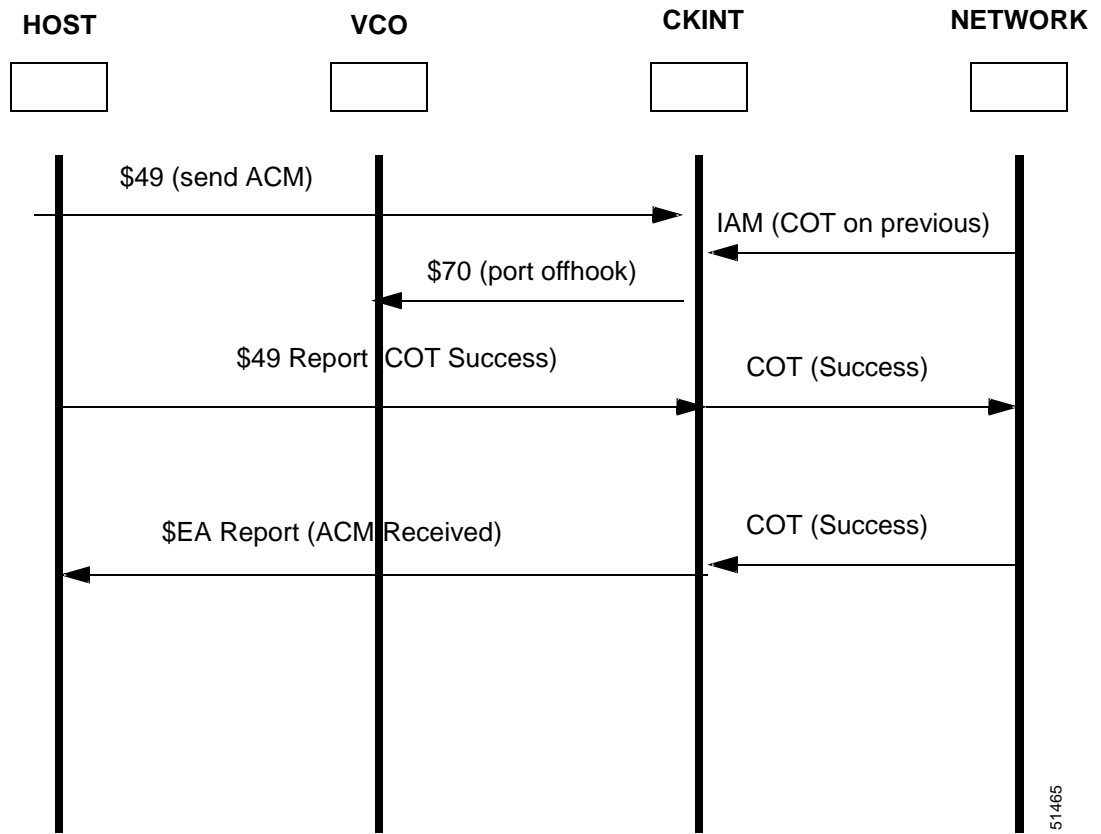 HOST
VCO
CKINT
NETWORK
$49 (send ACM)
IAM (COT on previous)
$70 (port offhook)
$49 Report (COT Success)
COT (Success)
$EA Report (ACM Received)
COT (Success)
51465